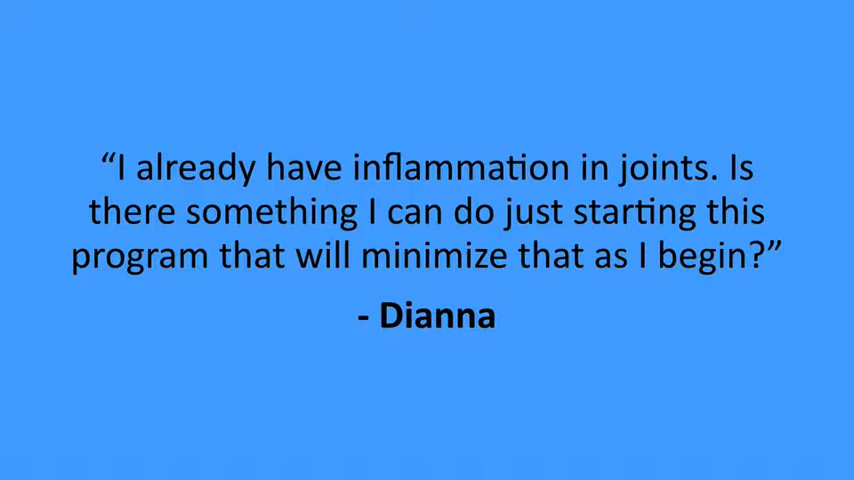 “I already have inflammation in joints. Is
there something I can do just starting this
program that will minimize that as I begin?”
- Dianna